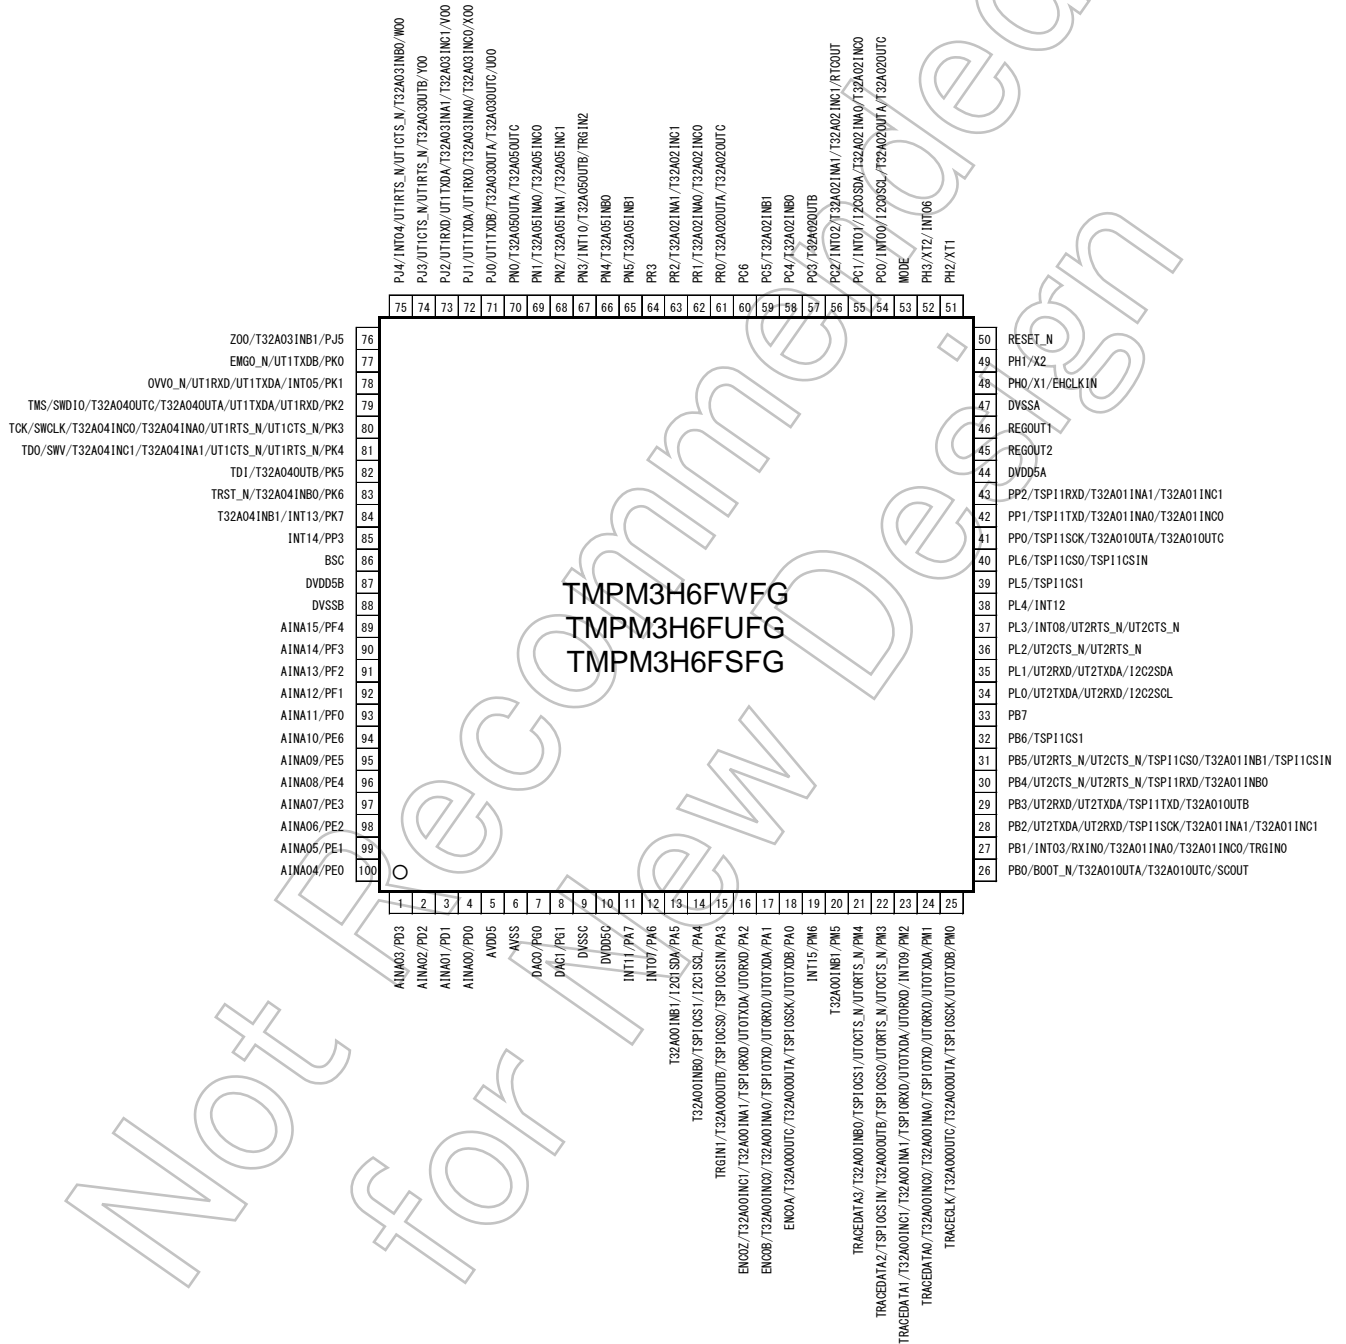 PJ4/INT04/UT1RTS_N/UT1CTS_N/T32A03INB0/WO0
PJ3/UT1CTS_N/UT1RTS_N/T32A03OUTB/YO0
PJ2/UT1RXD/UT1TXDA/T32A03INA1/T32A03INC1/VO0
PJ1/UT1TXDA/UT1RXD/T32A03INA0/T32A03INC0/XO0
PJ0/UT1TXDB/T32A03OUTA/T32A03OUTC/UO0
PN0/T32A05OUTA/T32A05OUTC
PN1/T32A05INA0/T32A05INC0
PN2/T32A05INA1/T32A05INC1
PN3/INT10/T32A05OUTB/TRGIN2
PN4/T32A05INB0
PN5/T32A05INB1
PR3
PR2/T32A02INA1/T32A02INC1
PR1/T32A02INA0/T32A02INC0
PR0/T32A02OUTA/T32A02OUTC
PC6
PC5/T32A02INB1
PC4/T32A02INB0
PC3/T32A02OUTB
PC2/INT02/T32A02INA1/T32A02INC1/RTCOUT
PC1/INT01/I2C0SDA/T32A02INA0/T32A02INC0
PC0/INT00/I2C0SCL/T32A02OUTA/T32A02OUTC
MODE
PH3/XT2/INT06
PH2/XT1
75 74 73 72 71 70 69 68 67 66 65 64 63 62 61 60 59 58 57 56 55 54 53 52 51
ZO0/T32A03INB1/PJ5 76
EMG0_N/UT1TXDB/PK0 77
OVV0_N/UT1RXD/UT1TXDA/INT05/PK1 78
TMS/SWDIO/T32A04OUTC/T32A04OUTA/UT1TXDA/UT1RXD/PK2 79
TCK/SWCLK/T32A04INC0/T32A04INA0/UT1RTS_N/UT1CTS_N/PK3 80
TDO/SWV/T32A04INC1/T32A04INA1/UT1CTS_N/UT1RTS_N/PK4 81
TDI/T32A04OUTB/PK5 82
TRST_N/T32A04INB0/PK6 83
T32A04INB1/INT13/PK7 84
INT14/PP3 85
BSC 86
DVDD5B 87
DVSSB 88
AINA15/PF4 89
AINA14/PF3 90
AINA13/PF2 91
AINA12/PF1 92
AINA11/PF0 93
AINA10/PE6 94
AINA09/PE5 95
AINA08/PE4 96
AINA07/PE3 97
AINA06/PE2 98
AINA05/PE1 99
AINA04/PE0 100
TMPM3H6FWFG
TMPM3H6FUFG
TMPM3H6FSFG
50 RESET_N
49 PH1/X2
48 PH0/X1/EHCLKIN
47 DVSSA
46 REGOUT1
45 REGOUT2
44 DVDD5A
43 PP2/TSPI1RXD/T32A01INA1/T32A01INC1
42 PP1/TSPI1TXD/T32A01INA0/T32A01INC0
41 PP0/TSPI1SCK/T32A01OUTA/T32A01OUTC
40 PL6/TSPI1CS0/TSPI1CSIN
39 PL5/TSPI1CS1
38 PL4/INT12
37 PL3/INT08/UT2RTS_N/UT2CTS_N
36 PL2/UT2CTS_N/UT2RTS_N
35 PL1/UT2RXD/UT2TXDA/I2C2SDA
34 PL0/UT2TXDA/UT2RXD/I2C2SCL
33 PB7
32 PB6/TSPI1CS1
31 PB5/UT2RTS_N/UT2CTS_N/TSPI1CS0/T32A01INB1/TSPI1CSIN
30 PB4/UT2CTS_N/UT2RTS_N/TSPI1RXD/T32A01INB0
29 PB3/UT2RXD/UT2TXDA/TSPI1TXD/T32A01OUTB
28 PB2/UT2TXDA/UT2RXD/TSPI1SCK/T32A01INA1/T32A01INC1
27 PB1/INT03/RXIN0/T32A01INA0/T32A01INC0/TRGIN0
26 PB0/BOOT_N/T32A01OUTA/T32A01OUTC/SCOUT
1 2 3 4 5 6 7 8 9 10 11 12 13 14 15 16 17 18 19 20 21 22 23 24 25
AINA03/PD3
AINA02/PD2
AINA01/PD1
AINA00/PD0
AVDD5
AVSS
DAC0/PG0
DAC1/PG1
DVSSC
DVDD5C
INT11/PA7
INT07/PA6
T32A00INB1/I2C1SDA/PA5
T32A00INB0/TSPI0CS1/I2C1SCL/PA4
TRGIN1/T32A00OUTB/TSPI0CS0/TSPI0CSIN/PA3
ENC0Z/T32A00INC1/T32A00INA1/TSPI0RXD/UT0TXDA/UT0RXD/PA2
ENC0B/T32A00INC0/T32A00INA0/TSPI0TXD/UT0RXD/UT0TXDA/PA1
ENC0A/T32A00OUTC/T32A00OUTA/TSPI0SCK/UT0TXDB/PA0
INT15/PM6
T32A00INB1/PM5
TRACEDATA3/T32A00INB0/TSPI0CS1/UT0CTS_N/UT0RTS_N/PM4
TRACEDATA2/TSPI0CSIN/T32A00OUTB/TSPI0CS0/UT0RTS_N/UT0CTS_N/PM3
TRACEDATA1/T32A00INC1/T32A00INA1/TSPI0RXD/UT0TXDA/UT0RXD/INT09/PM2
TRACEDATA0/T32A00INC0/T32A00INA0/TSPI0TXD/UT0RXD/UT0TXDA/PM1
TRACECLK/T32A00OUTC/T32A00OUTA/TSPI0SCK/UT0TXDB/PM0
Not Recommended
for New Design